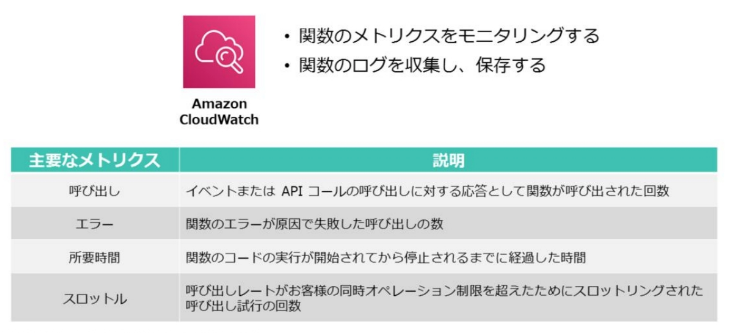 • 関数のメトリクスをモニタリングする
• 関数のログを収集し、保存する
Amazon
CloudWatch
主要なメトリクス 説明
呼び出し イベントまたは API コールの呼び出しに対する応答として関数が呼び出された回数
エラー 関数のエラーが原因で失敗した呼び出しの数
所要時間 関数のコードの実行が開始されてから停止されるまでに経過した時間
スロットル 呼び出しレートがお客様の同時オペレーション制限を超えたためにスロットリングされた
呼び出し試行の回数